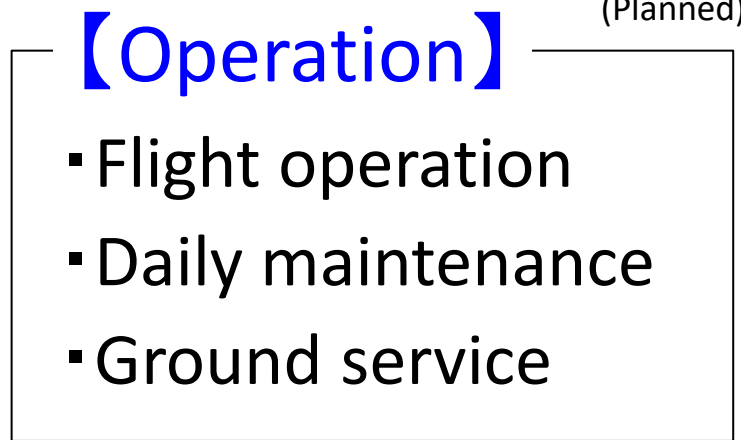 (Planned)
【Operation】
▪Flight operation
▪Daily maintenance
▪Ground service